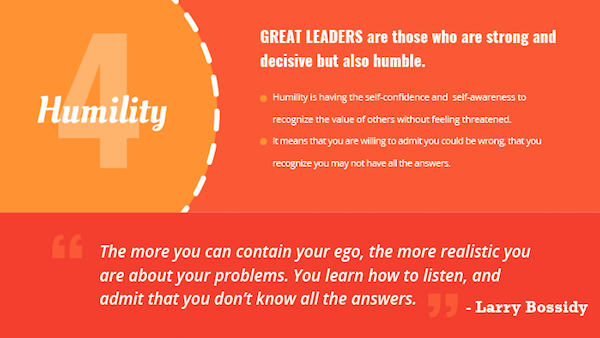 4
Humility
GREAT LEADERS are those who are strong and
decisive but also humble.
Humility is having the self-confidence and self-awareness to
recognize the value of others without feeling threatened.
It means that you are willing to admit you could be wrong, that you
recognize you may not have all the answers.
“
The more you can contain your ego, the more realistic you
are about your problems. You learn how to listen, and
admit that you don’t know all the answers.
”
- Larry Bossidy